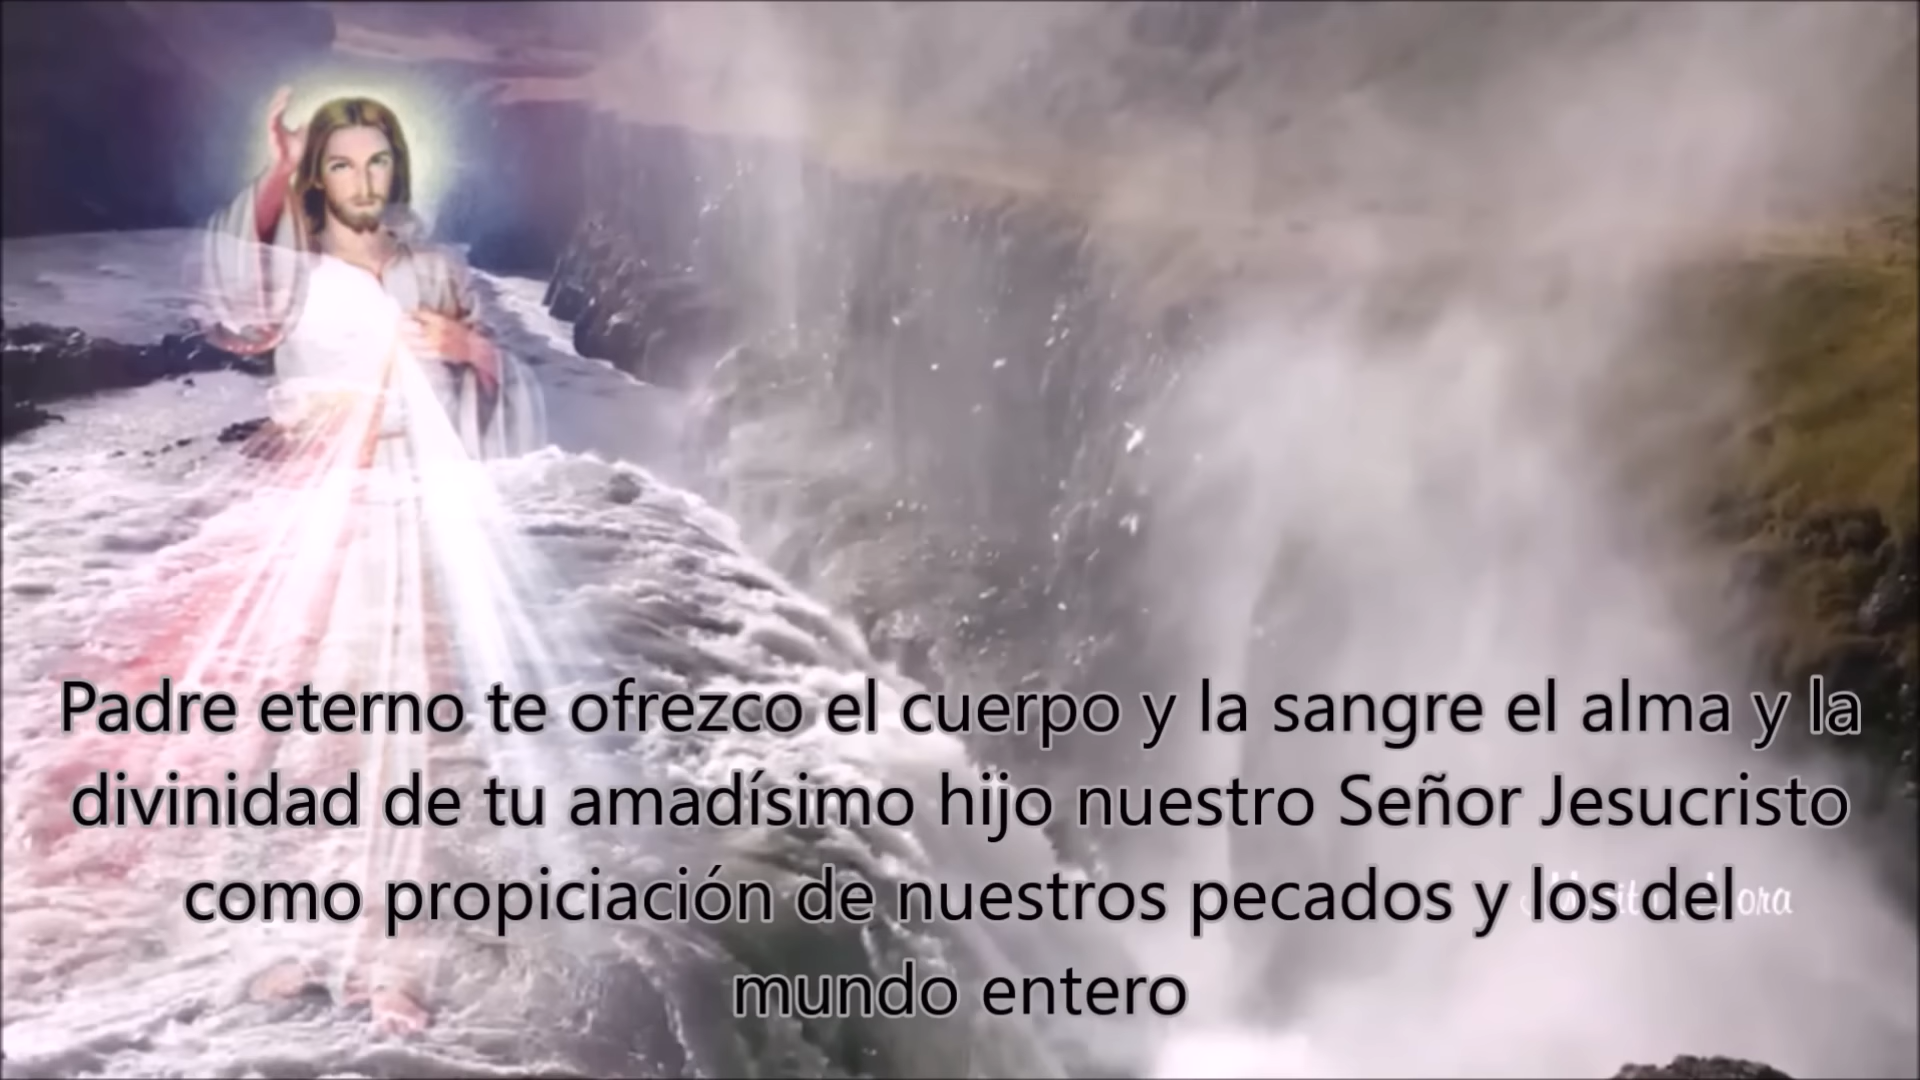 Padre eterno te ofrezco el cuerpo y la sangre el alma y la
divinidad de tu amadísimo hijo nuestro Señor Jesucristo
como propiciación de nuestros pecados y los del
mundo entero